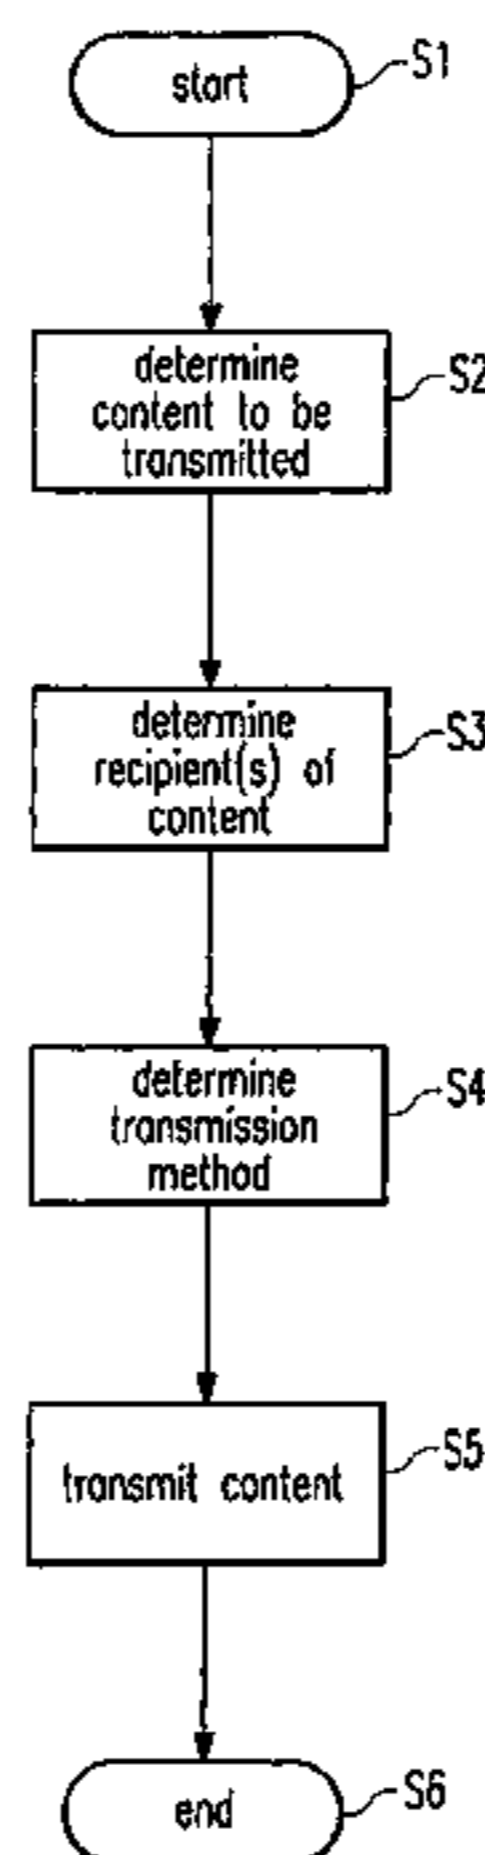 start
S1
determine
content to be
transmitted
S2
determine
recipient(s) of
content
S3
determine
transmission
method
S4
transmit content
S5
end
S6